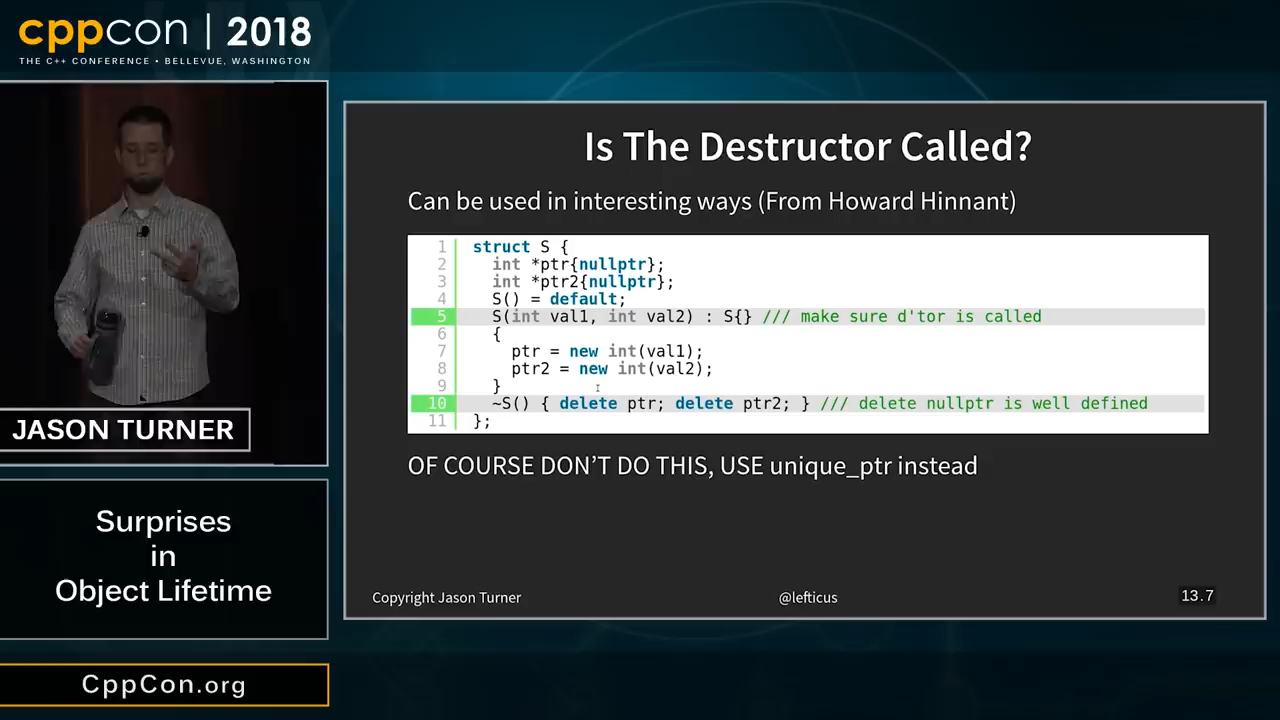 cppcon | 2018
THE C++ CONFERENCE • BELLEVUE, WASHINGTON
JASON TURNER
Surprises
in
Object Lifetime
CppCon.org
Is The Destructor Called?
Can be used in interesting ways (From Howard Hinnant)
1 struct S {
2 int *ptr{nullptr};
3 int *ptr2{nullptr};
4 S() = default;
5 S(int val1, int val2) : S{} /// make sure d'tor is called
6 {
7 ptr = new int(val1);
8 ptr2 = new int(val2);
9 }
10 ~S() { delete ptr; delete ptr2; } /// delete nullptr is well defined
11 };
OF COURSE DON'T DO THIS, USE unique_ptr instead
Copyright Jason Turner
@lefticus
13.7